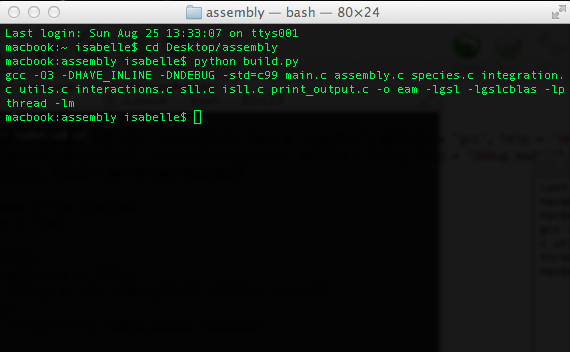 assembly — bash — 80×24
Last login: Sun Aug 25 13:33:07 on ttys001
macbook:~ isabelle$ cd Desktop/assembly
macbook:assembly isabelle$ python build.py
gcc -O3 -DHAVE_INLINE -DNDEBUG -std=c99 main.c assembly.c species.c integration.
c utils.c interactions.c sll.c isll.c print_output.c -o eam -lgsl -lgslcblas -lp
thread -lm
macbook:assembly isabelle$